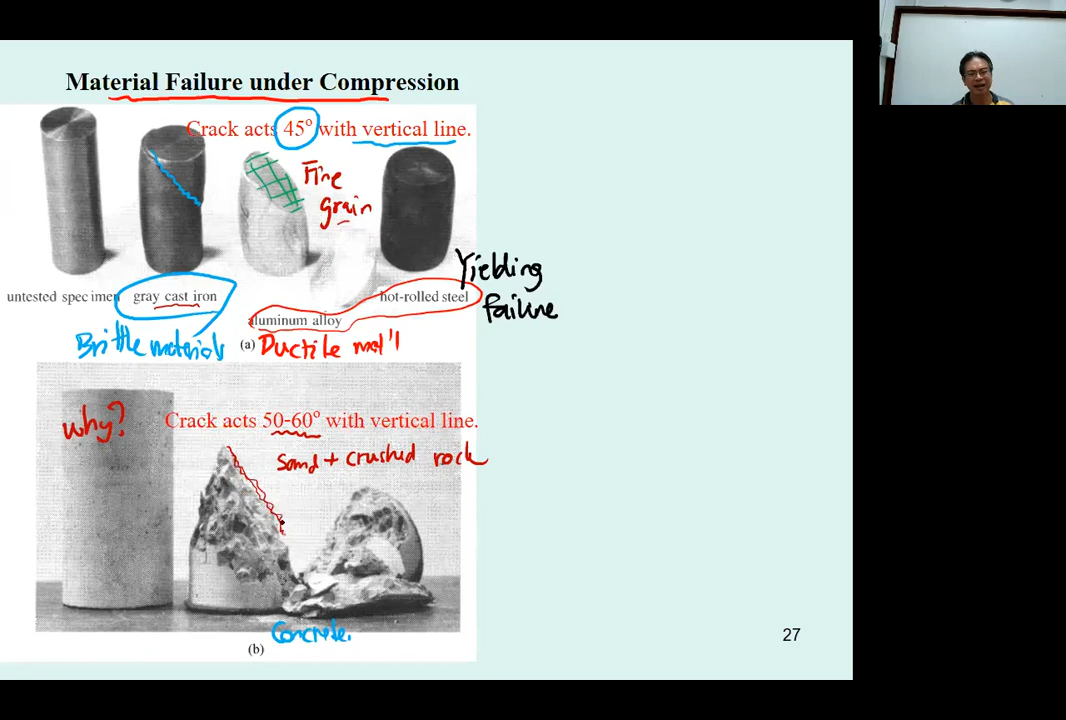 Material Failure under Compression
Crack acts 45° with vertical line.
Fine
grain
untested specimen
gray cast iron
hot-rolled steel
Yielding
failure
aluminum alloy
Brittle materials
(a)
Ductile mat'l
why?
Crack acts 50-60° with vertical line.
Sand + crushed rock
Concrete.
(b)
27